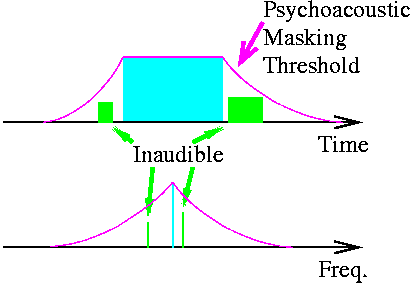 Psychoacoustic
Masking
Threshold
Time
Inaudible
Freq.